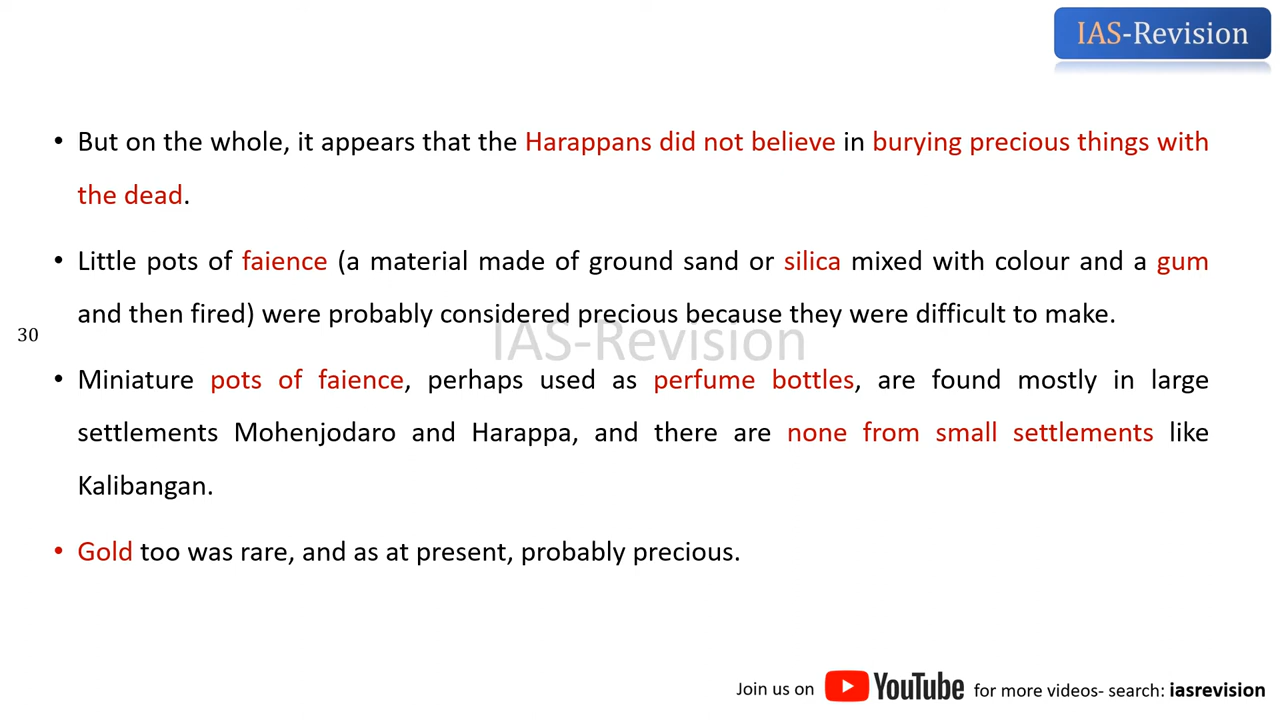 IAS-Revision
• But on the whole, it appears that the Harappans did not believe in burying precious things with
the dead.
• Little pots of faience (a material made of ground sand or silica mixed with colour and a gum
and then fired) were probably considered precious because they were difficult to make.
30
IAS-Revision
• Miniature pots of faience, perhaps used as perfume bottles, are found mostly in large
settlements Mohenjodaro and Harappa, and there are none from small settlements like
Kalibangan.
• Gold too was rare, and as at present, probably precious.
Join us on YouTube for more videos- search: iasrevision